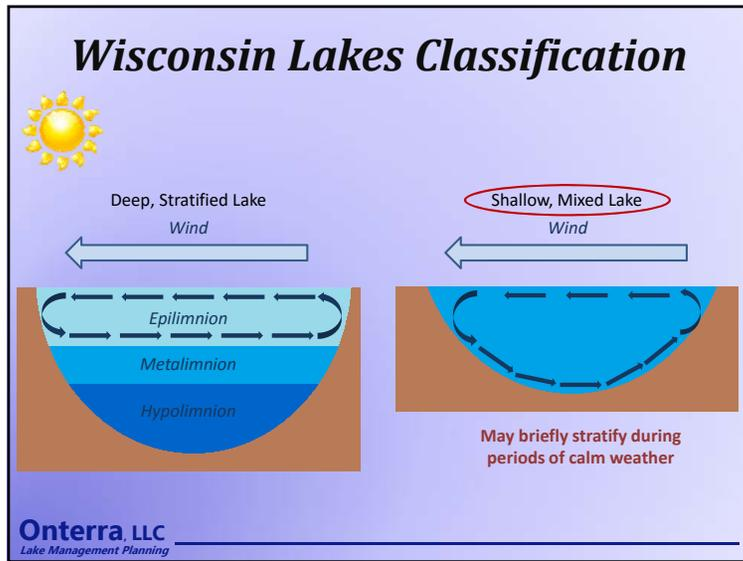 Wisconsin Lakes Classification
Deep, Stratified Lake
Wind
Epilimnion
Metalimnion
Hypolimnion
Shallow, Mixed Lake
Wind
May briefly stratify during
periods of calm weather
Onterra, LLC
Lake Management Planning